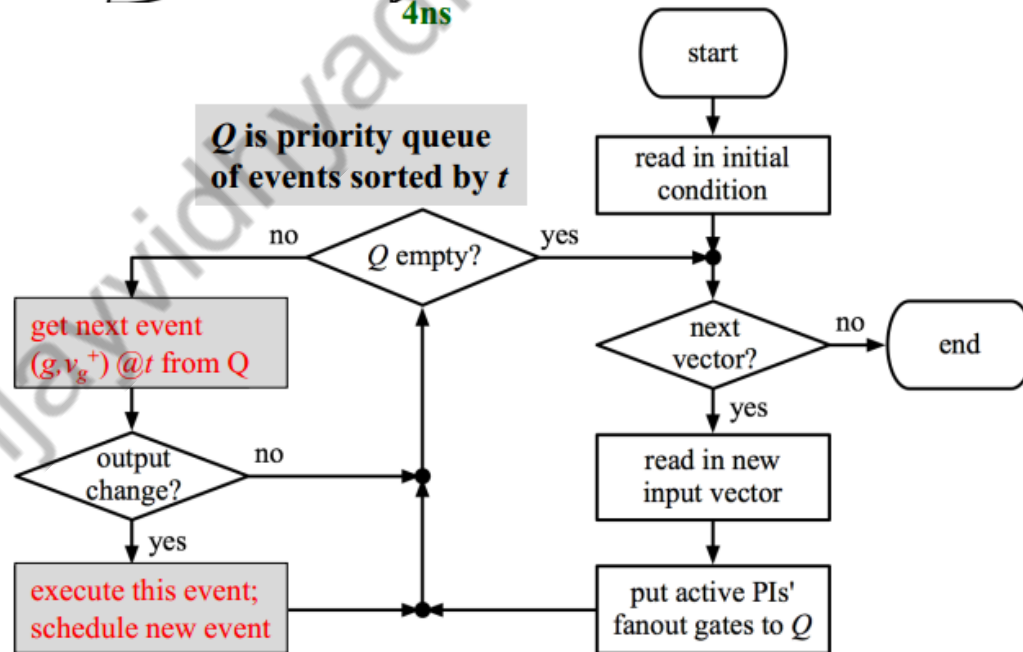 4ns
start
Q is priority queue
of events sorted by t
read in initial
condition
no
Q empty?
yes
get next event
(g,v_g^+) @t from Q
next
vector?
no
end
output
change?
no
yes
read in new
input vector
yes
execute this event;
schedule new event
put active PIs'
fanout gates to Q